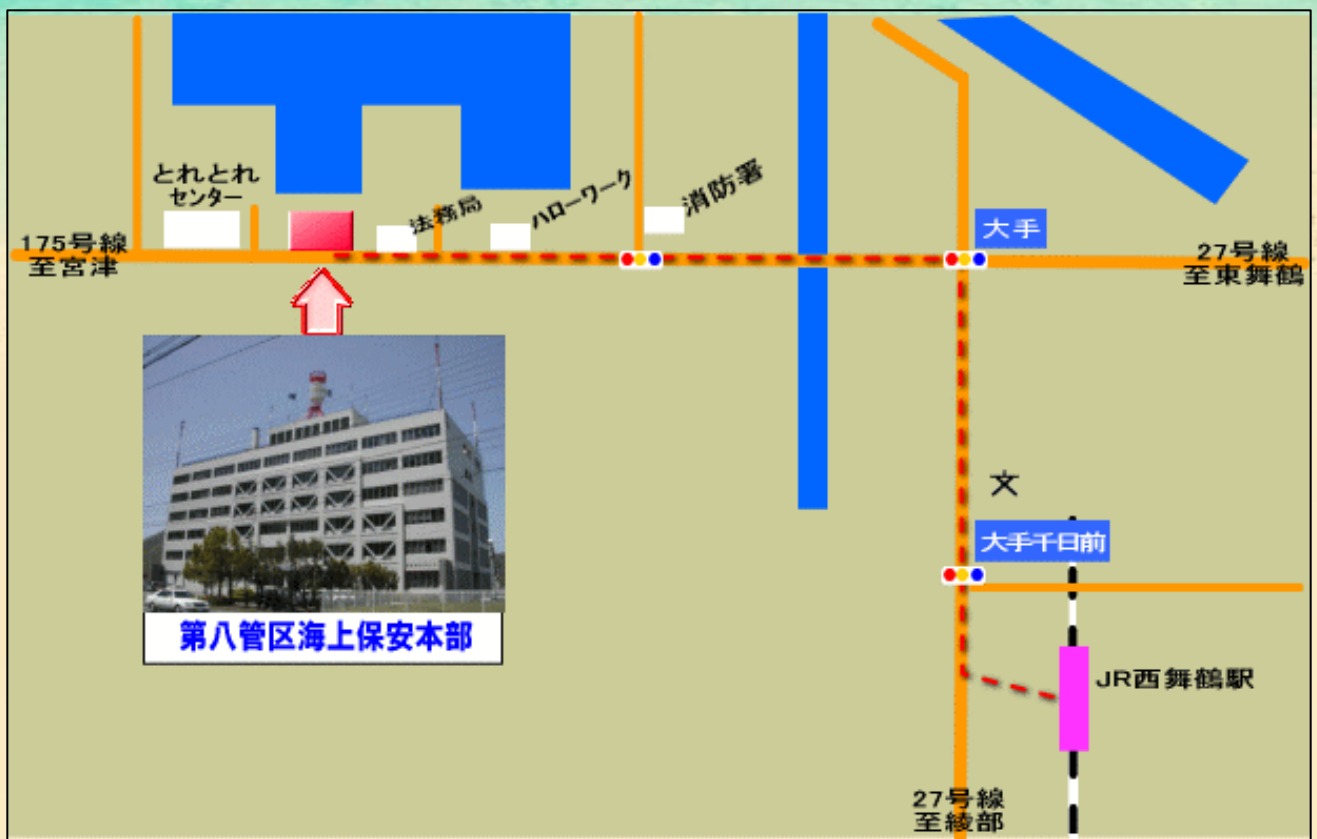 とれとれ
センター
法務局
ハローワーク
消防署
大手
175号線
至宮津
27号線
至東舞鶴
文
大手千日前
第八管区海上保安本部
JR西舞鶴駅
27号線
至綾部